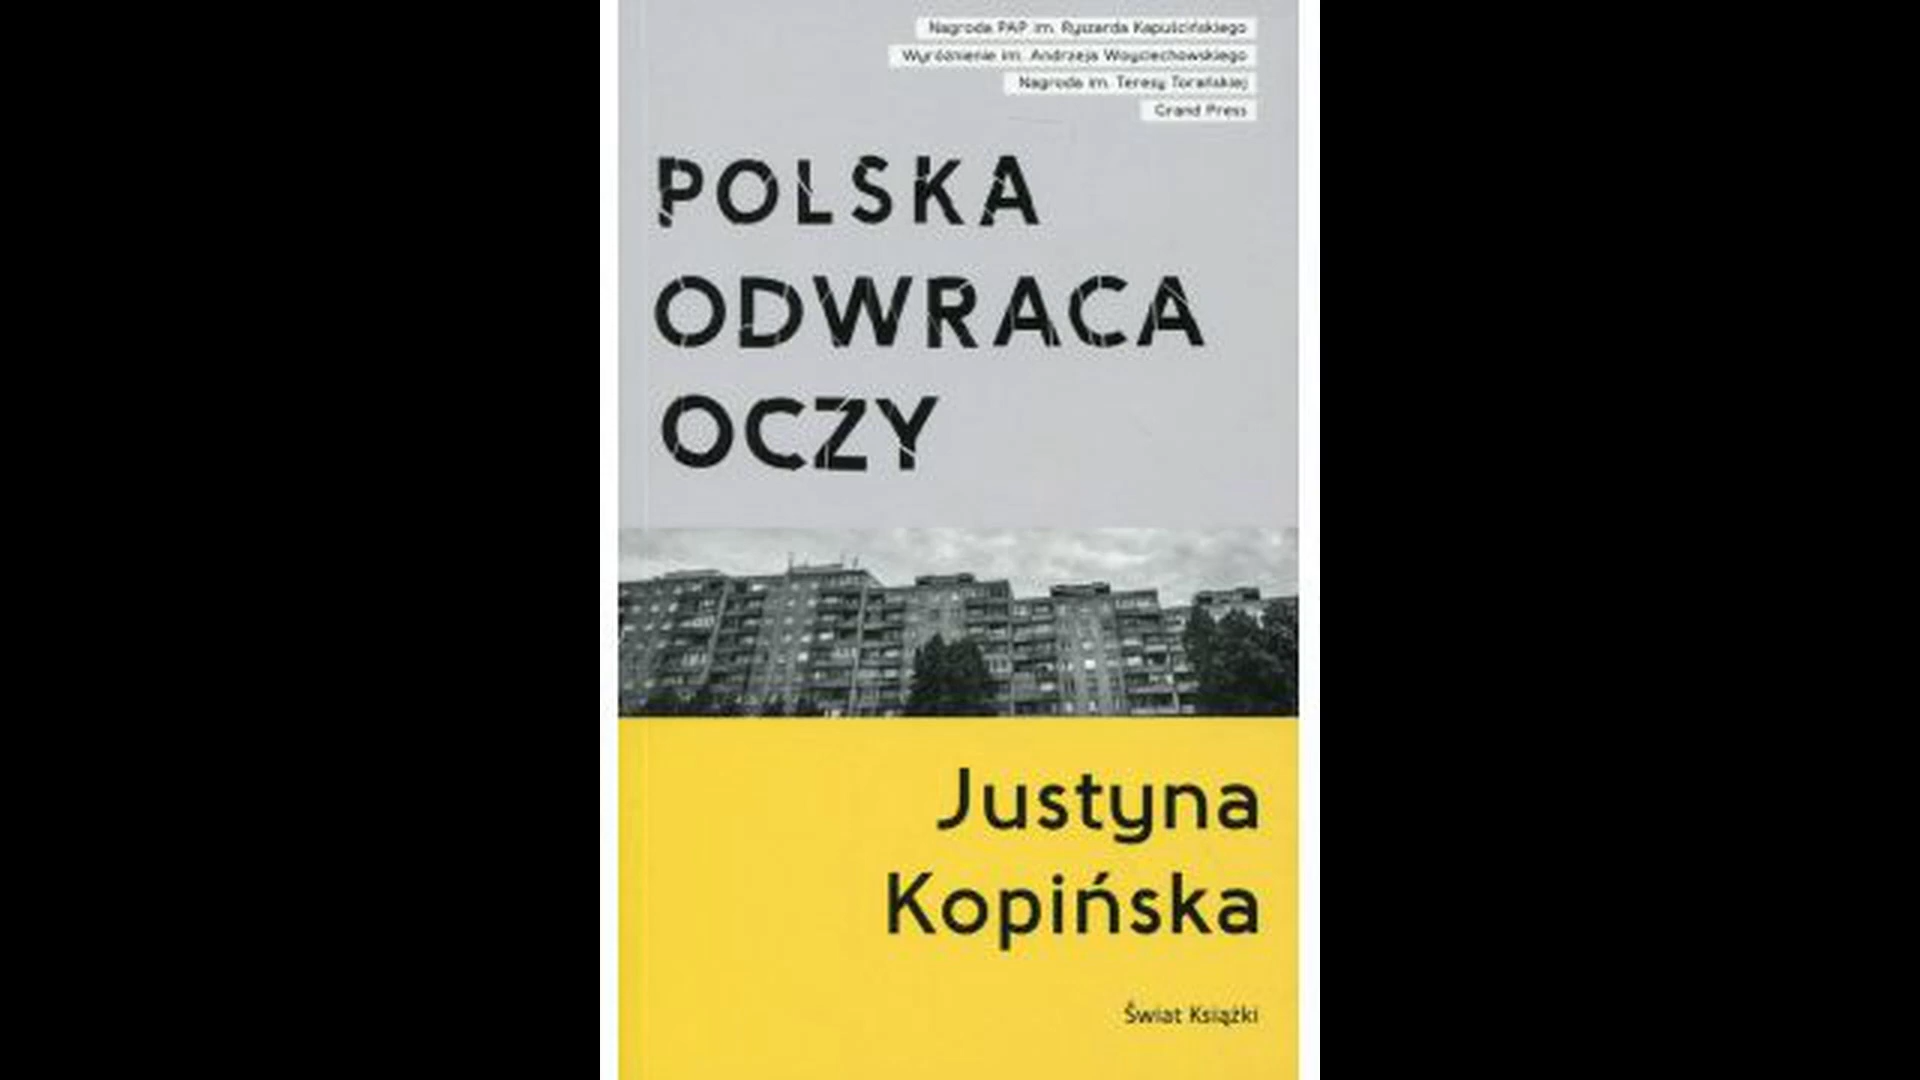 Nagroda PAP im. Ryszarda Kapuścińskiego
Wyróżnienie im. Andrzeja Woyciechowskiego
Nagroda im. Teresy Torańskiej
Grand Press
POLSKA
ODWRACA
OCZY
Justyna
Kopińska
Świat Książki